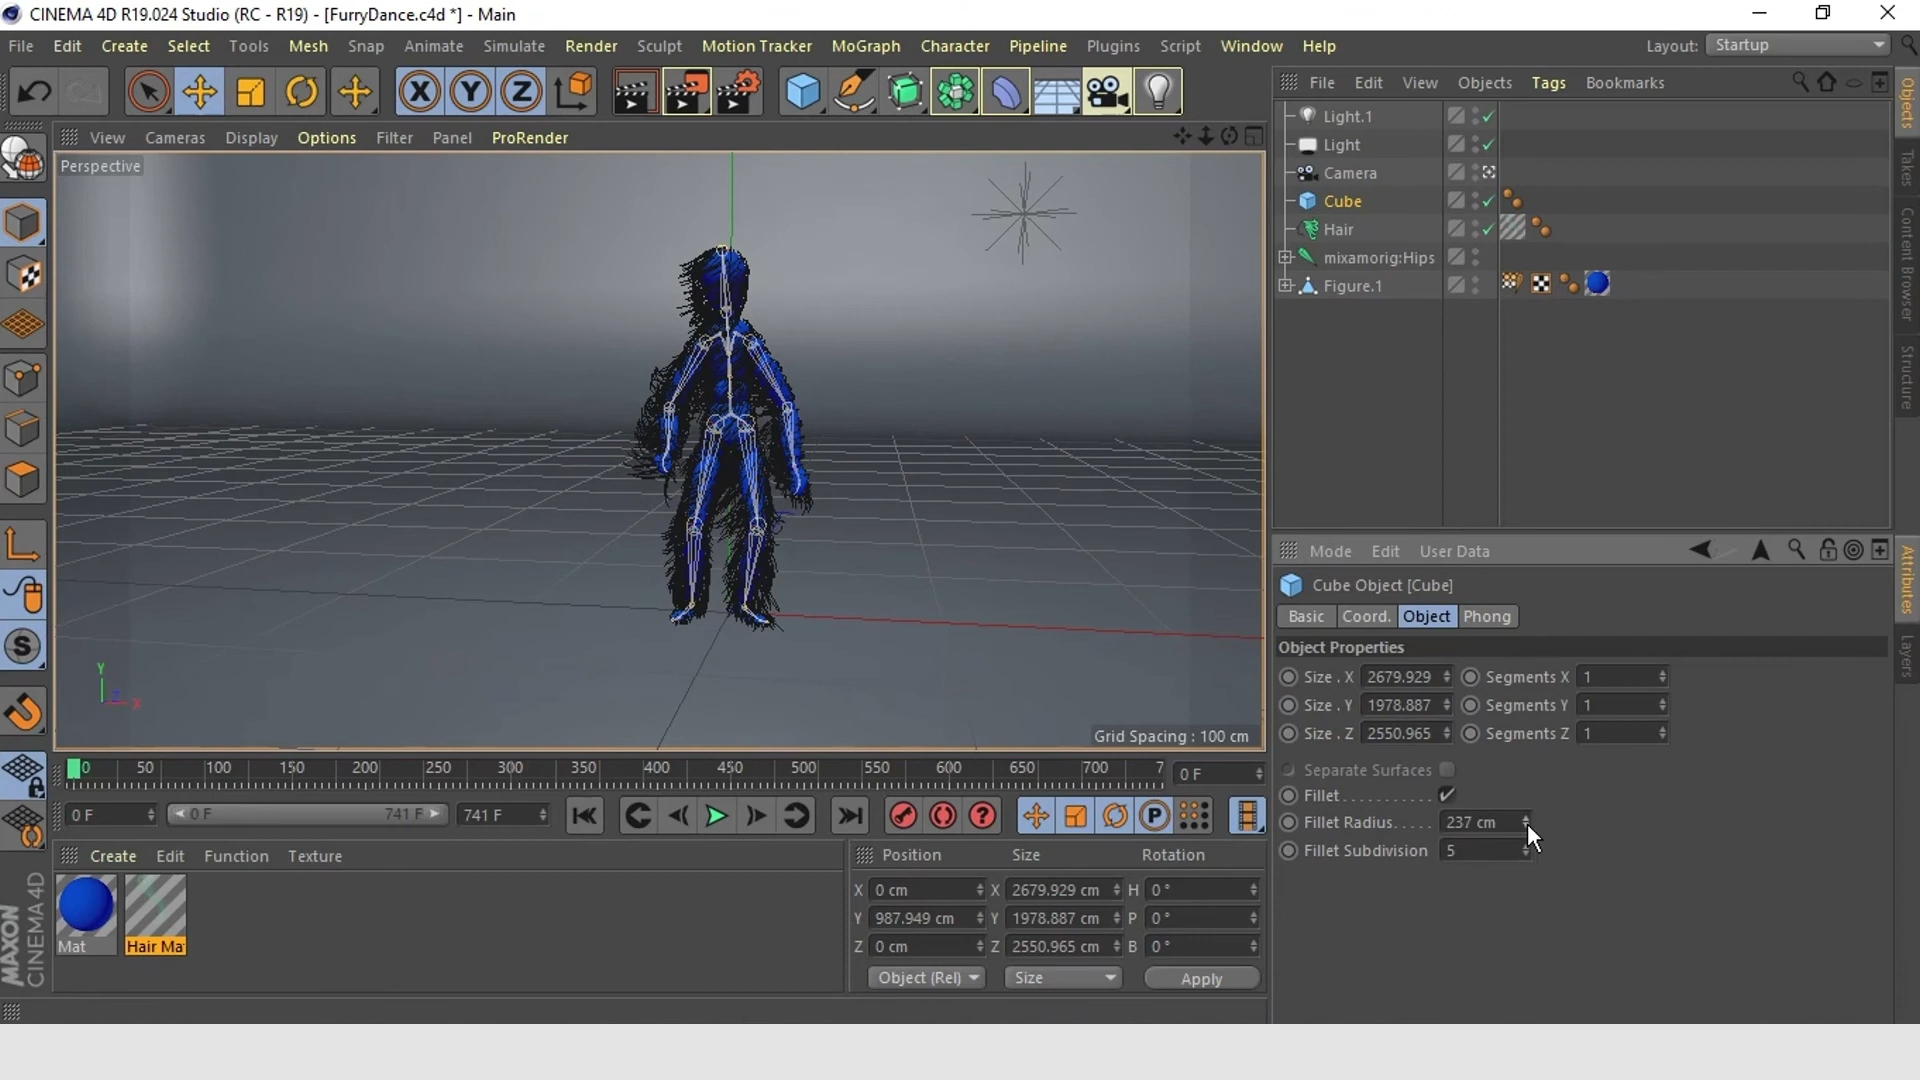 CINEMA 4D R19.024 Studio (RC - R19) - [FurryDance.c4d *] - Main
File Edit Create Select Tools Mesh Snap Animate Simulate Render Sculpt Motion Tracker MoGraph Character Pipeline Plugins Script Window Help Layout: Startup
X Y Z
File Edit View Objects Tags Bookmarks
View Cameras Display Options Filter Panel ProRender
Perspective
Light.1
Light
Camera
Cube
Hair
mixamorig:Hips
Figure.1
Objects
Takes
Content Browser
Structure
Y
Z
X
Grid Spacing : 100 cm
Mode Edit User Data
Cube Object [Cube]
Basic Coord. Object Phong
Object Properties
Size . X 2679.929 Segments X 1
Size . Y 1978.887 Segments Y 1
Size . Z 2550.965 Segments Z 1
Separate Surfaces
Fillet
Fillet Radius 237 cm
Fillet Subdivision 5
Attributes
Layers
0 50 100 150 200 250 300 350 400 450 500 550 600 650 700 7 0 F
0 F 0 F 741 F 741 F
P
S
Create Edit Function Texture
Mat
Hair Ma
Position Size Rotation
X 0 cm X 2679.929 cm H 0 °
Y 987.949 cm Y 1978.887 cm P 0 °
Z 0 cm Z 2550.965 cm B 0 °
Object (Rel) Size Apply
MAXON
CINEMA 4D